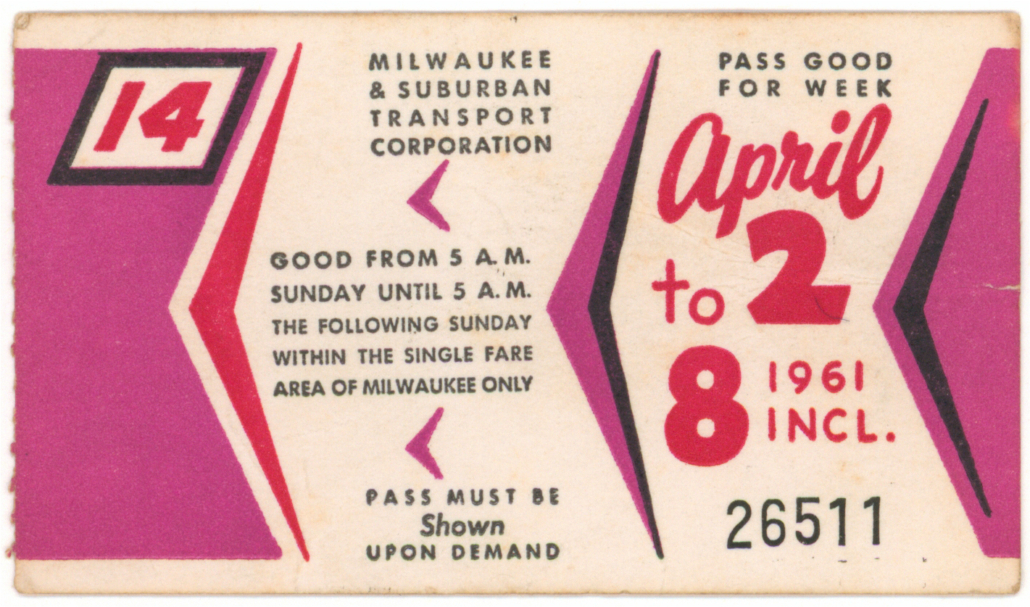 14
MILWAUKEE
& SUBURBAN
TRANSPORT
CORPORATION
GOOD FROM 5 A.M.
SUNDAY UNTIL 5 A.M.
THE FOLLOWING SUNDAY
WITHIN THE SINGLE FARE
AREA OF MILWAUKEE ONLY
PASS MUST BE
Shown
UPON DEMAND
PASS GOOD
FOR WEEK
April
2
to
8 1961
INCL.
26511